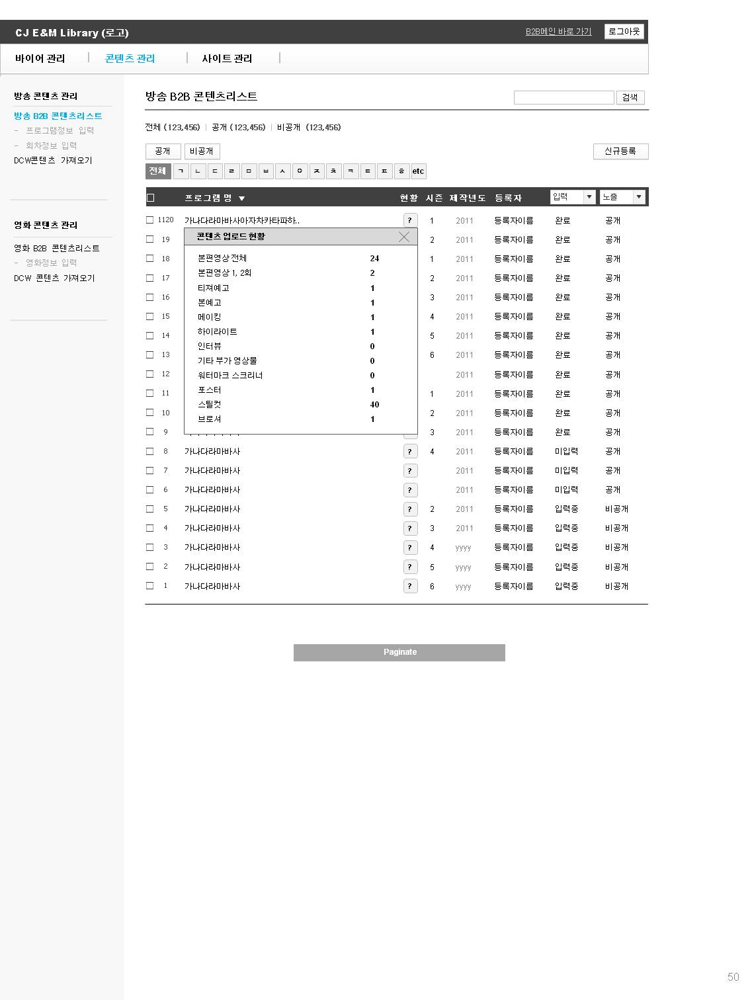 CJ E&M Library (로고)
B2B메인 바로 가기
로그아웃
바이어 관리
콘텐츠 관리
사이트 관리
방송 콘텐츠 관리
방송 B2B 콘텐츠리스트
- 프로그램정보 입력
- 회차정보 입력
DCW콘텐츠 가져오기
영화 콘텐츠 관리
영화 B2B 콘텐츠리스트
- 영화정보 입력
DCW 콘텐츠 가져오기
방송 B2B 콘텐츠리스트
검색
전체 (123,456) | 공개 (123,456) | 비공개 (123,456)
공개 비공개 신규등록
전체 ㄱ ㄴ ㄷ ㄹ ㅁ ㅂ ㅅ ㅇ ㅈ ㅊ ㅋ ㅌ ㅍ ㅎ etc
프로그램 명 ▼ 현황 시즌 제작년도 등록자 입력 ▼ 노출 ▼
1120 가나다라마바사아자차카타파하.. ? 1 2011 등록자이름 완료 공개
19 2 2011 등록자이름 완료 공개
18 1 2011 등록자이름 완료 공개
17 2 2011 등록자이름 완료 공개
16 3 2011 등록자이름 완료 공개
15 4 2011 등록자이름 완료 공개
14 5 2011 등록자이름 완료 공개
13 6 2011 등록자이름 완료 공개
12 2011 등록자이름 완료 공개
11 1 2011 등록자이름 완료 공개
10 2 2011 등록자이름 완료 공개
9 3 2011 등록자이름 완료 공개
8 가나다라마바사 ? 4 2011 등록자이름 미입력 공개
7 가나다라마바사 ? 2011 등록자이름 미입력 공개
6 가나다라마바사 ? 2011 등록자이름 미입력 공개
5 가나다라마바사 ? 2 2011 등록자이름 입력중 비공개
4 가나다라마바사 ? 3 2011 등록자이름 입력중 비공개
3 가나다라마바사 ? 4 yyyy 등록자이름 입력중 비공개
2 가나다라마바사 ? 5 yyyy 등록자이름 입력중 비공개
1 가나다라마바사 ? 6 yyyy 등록자이름 입력중 비공개
콘텐츠 업로드 현황
본편영상 전체 24
본편영상 1, 2회 2
티져예고 1
본예고 1
메이킹 1
하이라이트 1
인터뷰 0
기타 부가 영상물 0
워터마크 스크리너 0
포스터 1
스틸컷 40
브로셔 1
Paginate
50